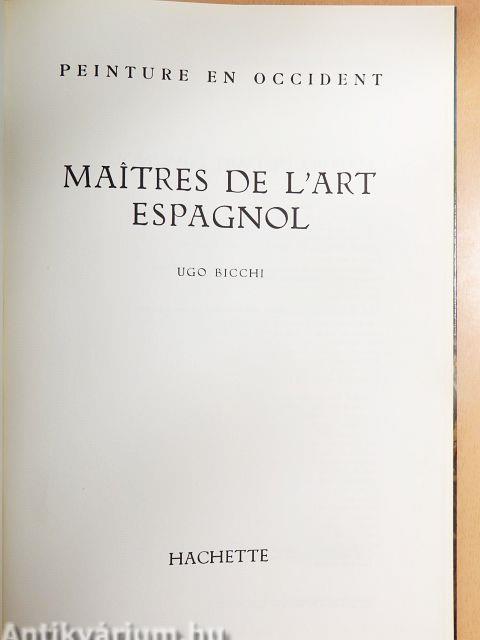 PEINTURE EN OCCIDENT
MAÎTRES DE L'ART
ESPAGNOL
UGO BICCHI
HACHETTE
Antikvárium.hu